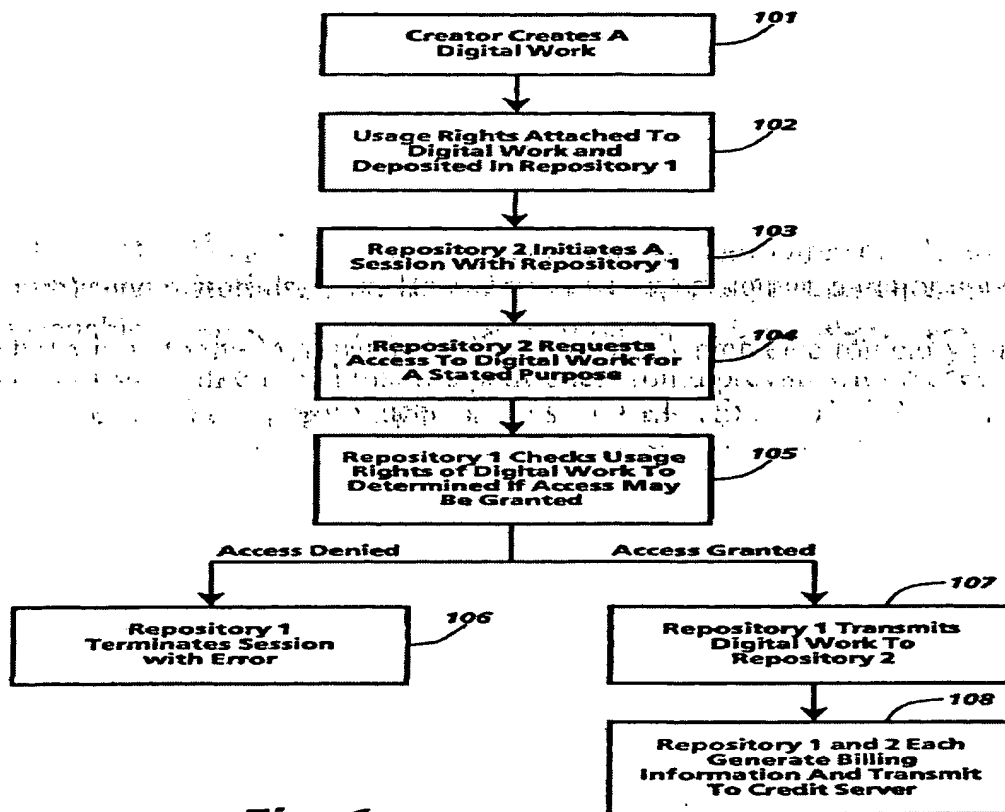 Creator Creates A
Digital Work
101
Usage Rights Attached To
Digital Work and
Deposited In Repository 1
102
Repository 2 Initiates A
Session With Repository 1
103
Repository 2 Requests
Access To Digital Work for
A Stated Purpose
104
Repository 1 Checks Usage
Rights of Digital Work To
Determined If Access May
Be Granted
105
Access Denied
Access Granted
Repository 1
Terminates Session
with Error
106
107
Repository 1 Transmits
Digital Work To
Repository 2
108
Repository 1 and 2 Each
Generate Billing
Information And Transmit
To Credit Server